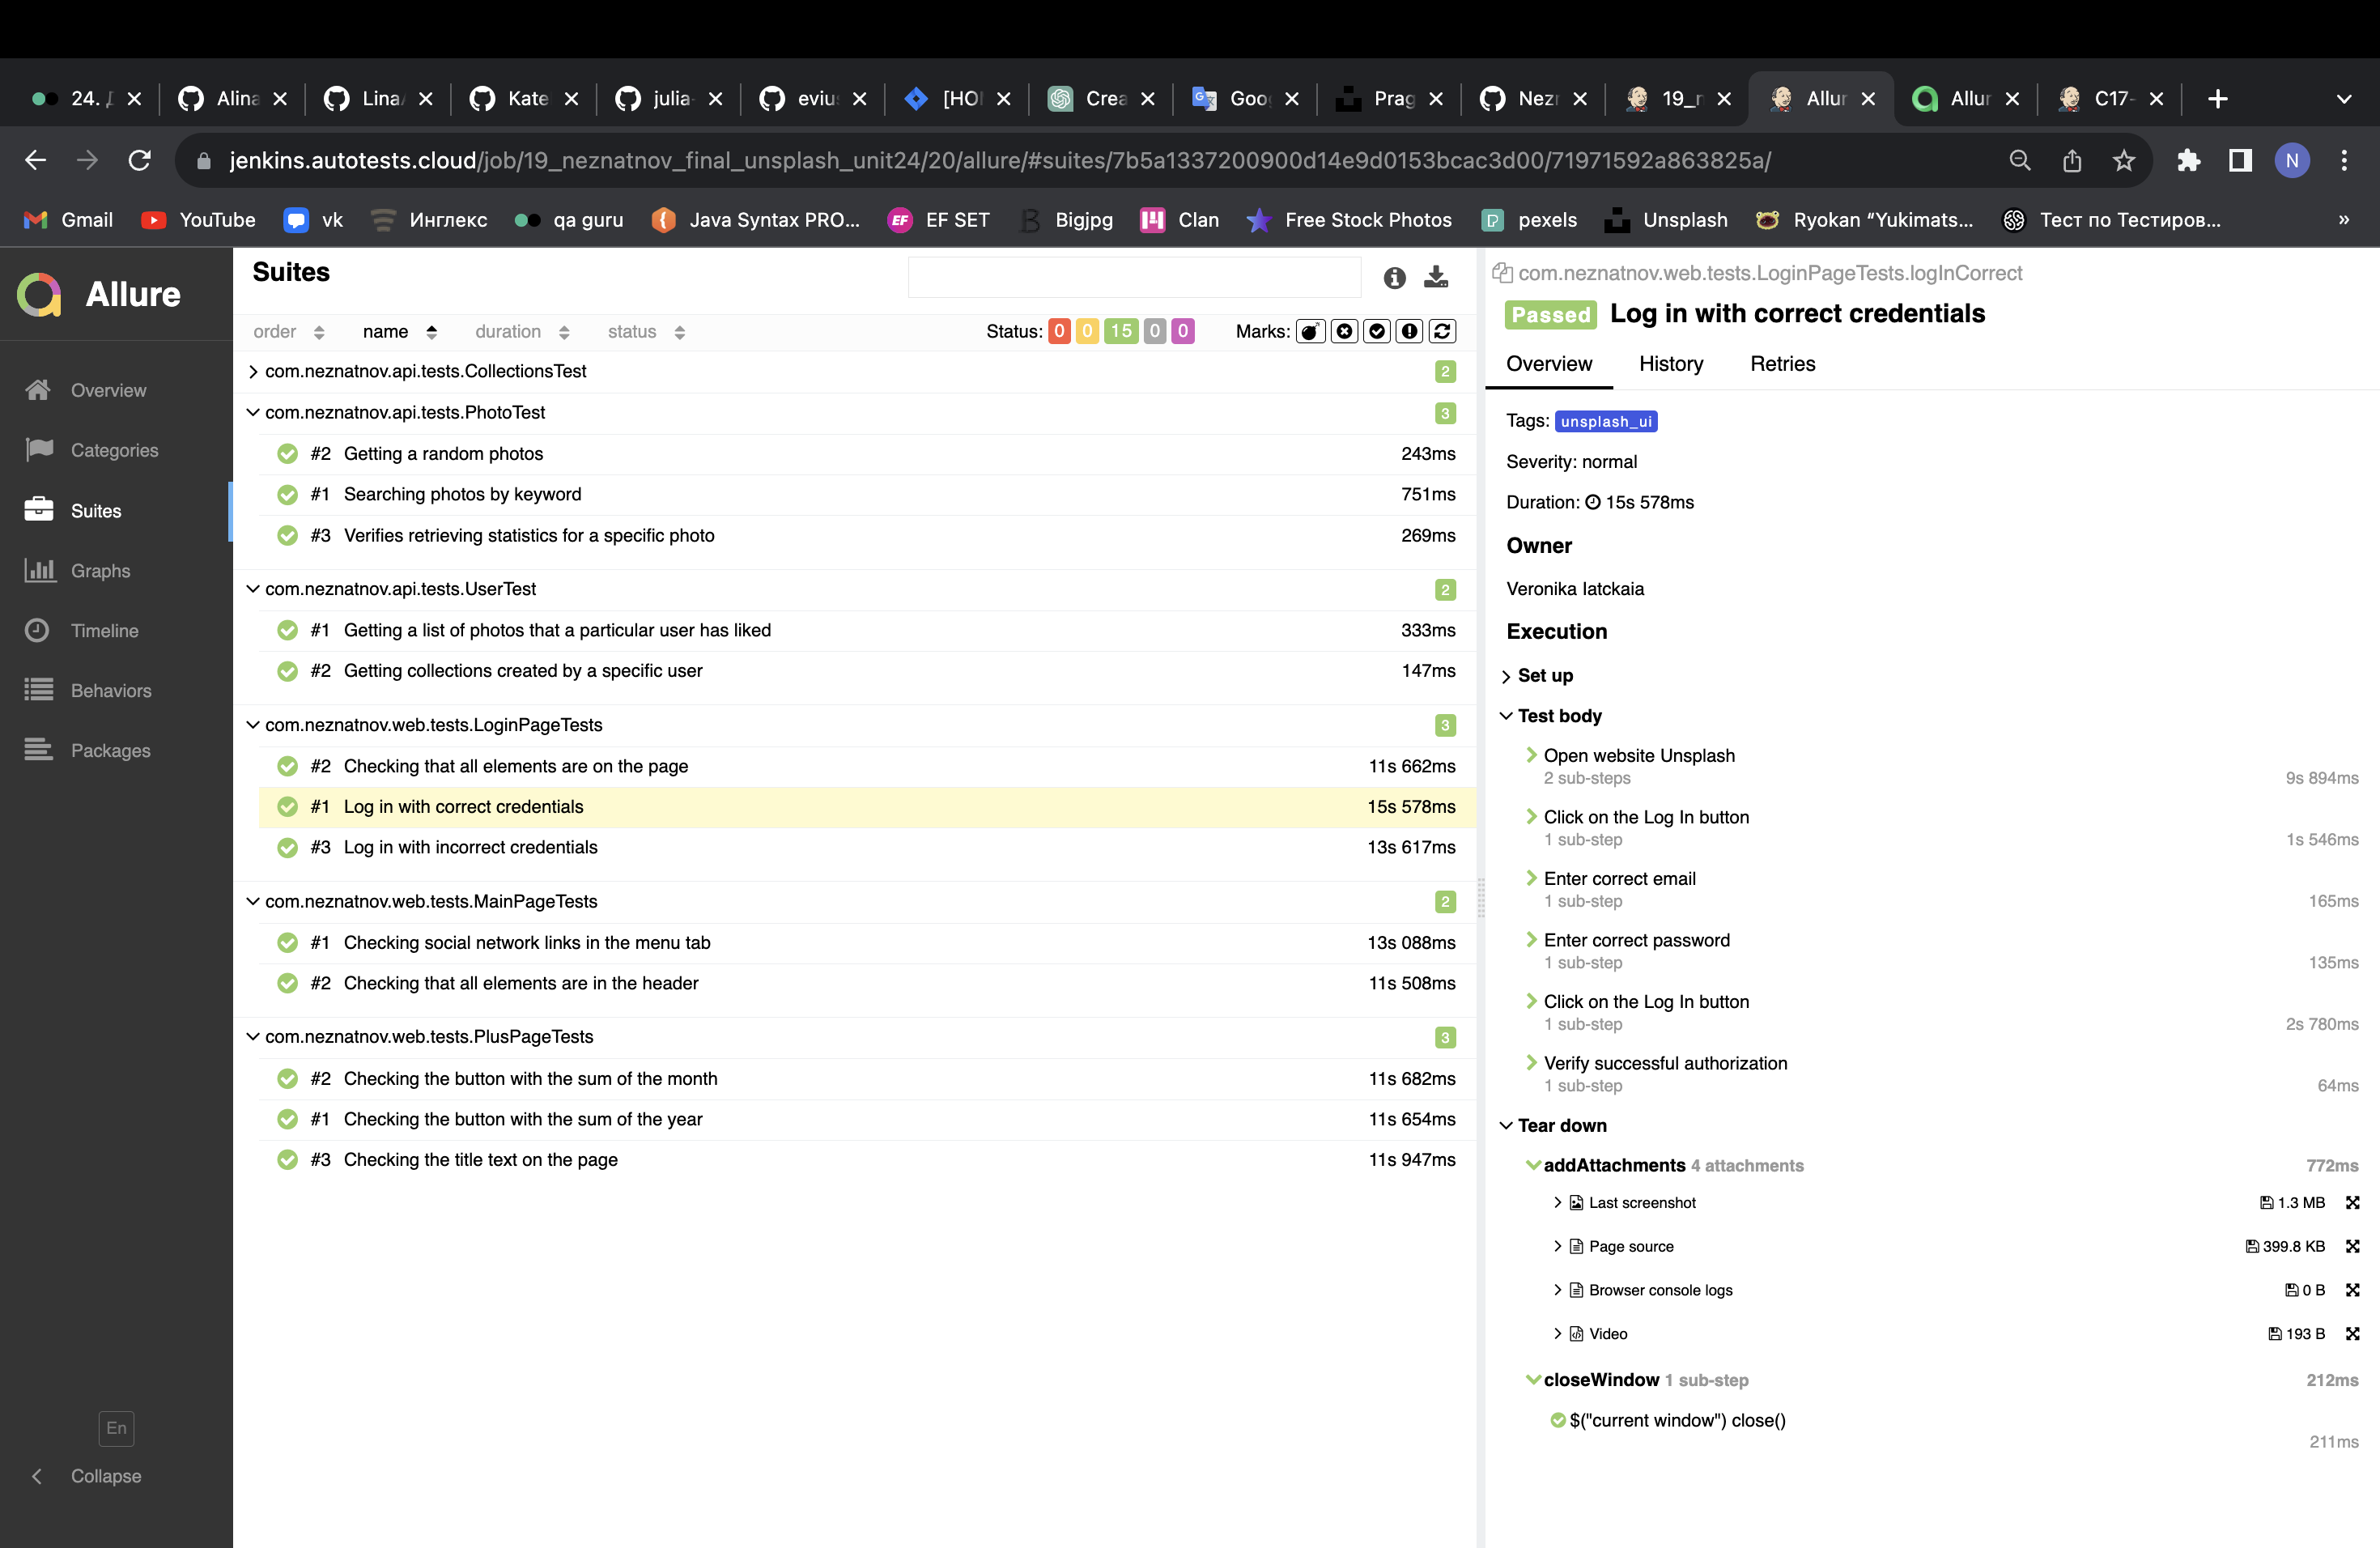 24.
Alina
Lina
Kate
julia-
eviu
[HO
Crea
Goo
Prag
Nez
19_r
Allur
Allur
C17-
jenkins.autotests.cloud/job/19_neznatnov_final_unsplash_unit24/20/allure/#suites/7b5a1337200900d14e9d0153bcac3d00/71971592a863825a/
N
Gmail
YouTube
vk
Инглекс
qa guru
Java Syntax PRO...
EF
EF SET
Bigjpg
Clan
Free Stock Photos
pexels
Unsplash
Ryokan “Yukimats...
Тест по Тестиров...
»
Allure
Overview
Categories
Suites
Graphs
Timeline
Behaviors
Packages
En
Collapse
Suites
order name duration status
Status: 0 0 15 0 0 Marks:
com.neznatnov.api.tests.CollectionsTest 2
com.neznatnov.api.tests.PhotoTest 3
#2 Getting a random photos 243ms
#1 Searching photos by keyword 751ms
#3 Verifies retrieving statistics for a specific photo 269ms
com.neznatnov.api.tests.UserTest 2
#1 Getting a list of photos that a particular user has liked 333ms
#2 Getting collections created by a specific user 147ms
com.neznatnov.web.tests.LoginPageTests 3
#2 Checking that all elements are on the page 11s 662ms
#1 Log in with correct credentials 15s 578ms
#3 Log in with incorrect credentials 13s 617ms
com.neznatnov.web.tests.MainPageTests 2
#1 Checking social network links in the menu tab 13s 088ms
#2 Checking that all elements are in the header 11s 508ms
com.neznatnov.web.tests.PlusPageTests 3
#2 Checking the button with the sum of the month 11s 682ms
#1 Checking the button with the sum of the year 11s 654ms
#3 Checking the title text on the page 11s 947ms
com.neznatnov.web.tests.LoginPageTests.logInCorrect
Passed Log in with correct credentials
Overview History Retries
Tags: unsplash_ui
Severity: normal
Duration: 15s 578ms
Owner
Veronika Iatckaia
Execution
Set up
Test body
Open website Unsplash
2 sub-steps 9s 894ms
Click on the Log In button
1 sub-step 1s 546ms
Enter correct email
1 sub-step 165ms
Enter correct password
1 sub-step 135ms
Click on the Log In button
1 sub-step 2s 780ms
Verify successful authorization
1 sub-step 64ms
Tear down
addAttachments 4 attachments 772ms
Last screenshot 1.3 MB
Page source 399.8 KB
Browser console logs 0 B
Video 193 B
closeWindow 1 sub-step 212ms
$("current window") close()
211ms